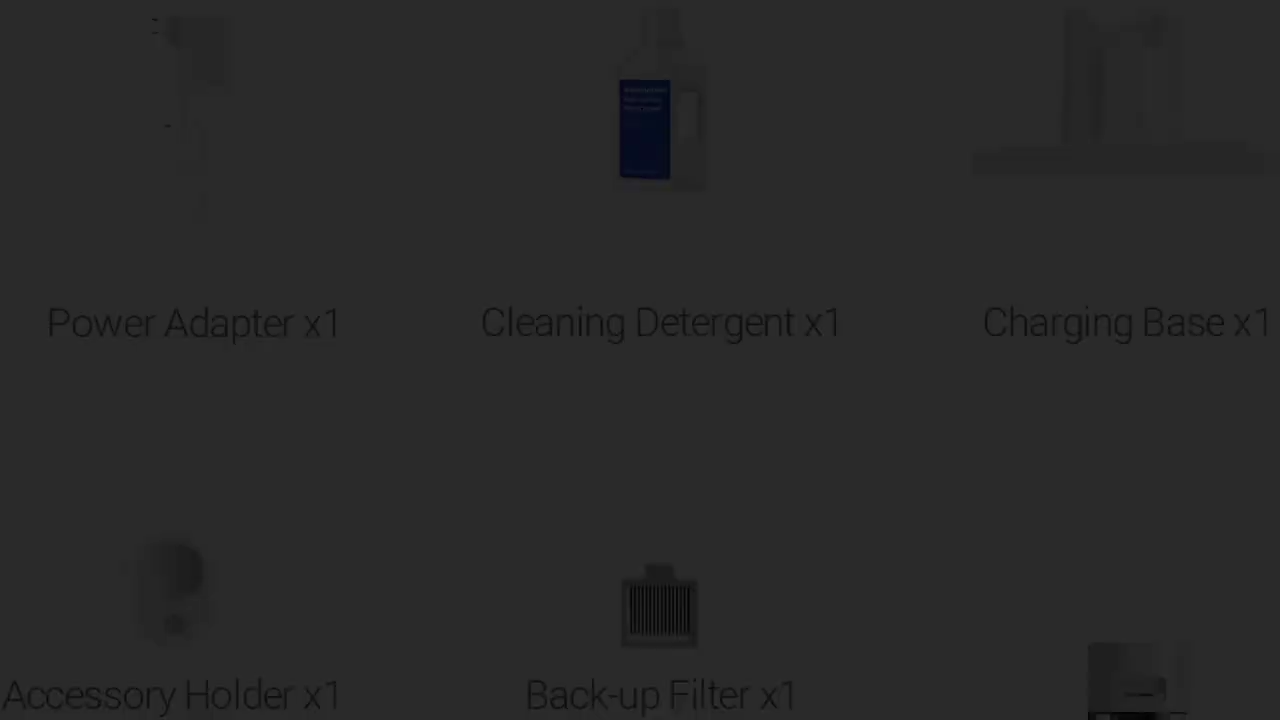 Power Adapter x1
Cleaning Detergent x1
Charging Base x1
Accessory Holder x1
Back-up Filter x1